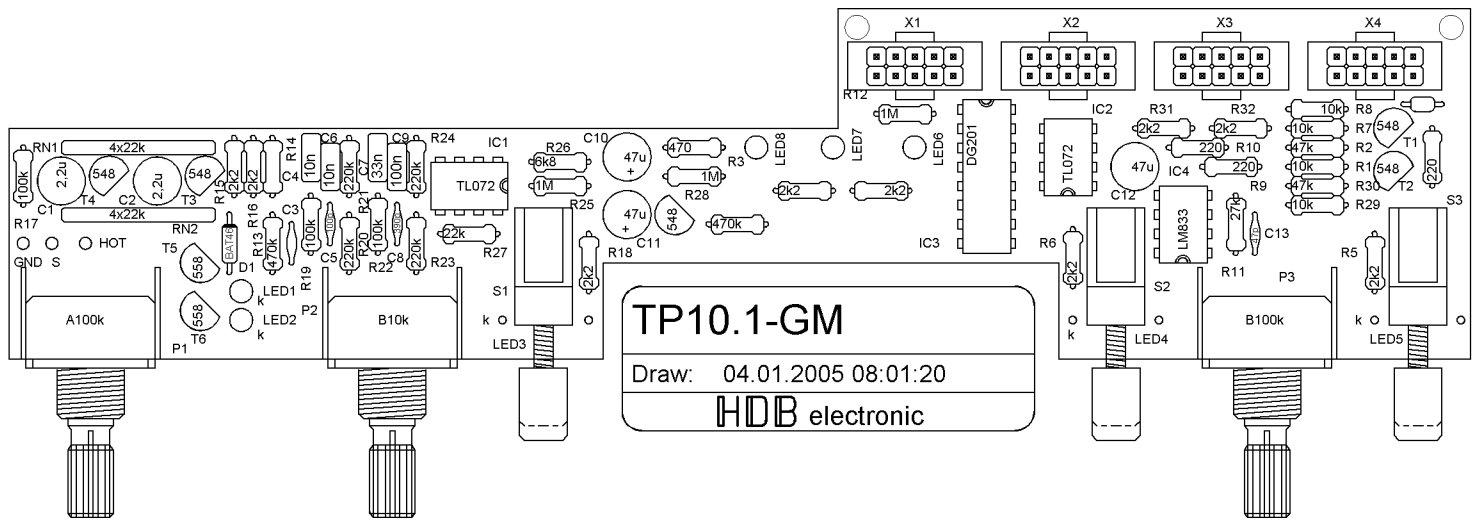 X1 X2 X3 X4
R12
1M
IC2
R31 R32
2k2 2k2
10k R8
10k R7
47k R2
10k R1
47k R30
10k R29
548 T1
548 T2
220
220 R10
220 R9
IC4
DG201
IC3
TL072
47u
C12
LM833
27k
47p
C13
R11
R6
2k2
R5
2k2
S3
S2
P3
B100k
k LED4
k LED5
LED8 LED7 LED6
RN1 4x22k
100k
2,2u 548 2,2u 548
C1 T4 C2 T3
4x22k
RN2
R17
GND S HOT
T5
558
558
T6
A100k
P1
R15 2k2 2k2 R16
BAT46
D1
LED1
k
LED2
k
R14
C4
C3
R13
470k
10n
C6
10n
220k
C7
33n
C9
100n
220k
R24
R21
100k
R19
C5
220k
R20
100k
R22
390p
C8
220k
R23
P2
B10k
IC1
TL072
22k
R27
R26
6k8
1M
R25
C10
47u
+
47u
+
C11
548
470
R3
1M
R28
470k
2k2 2k2
R18
2k2
S1
k
LED3
TP10.1-GM
Draw: 04.01.2005 08:01:20
HDB electronic